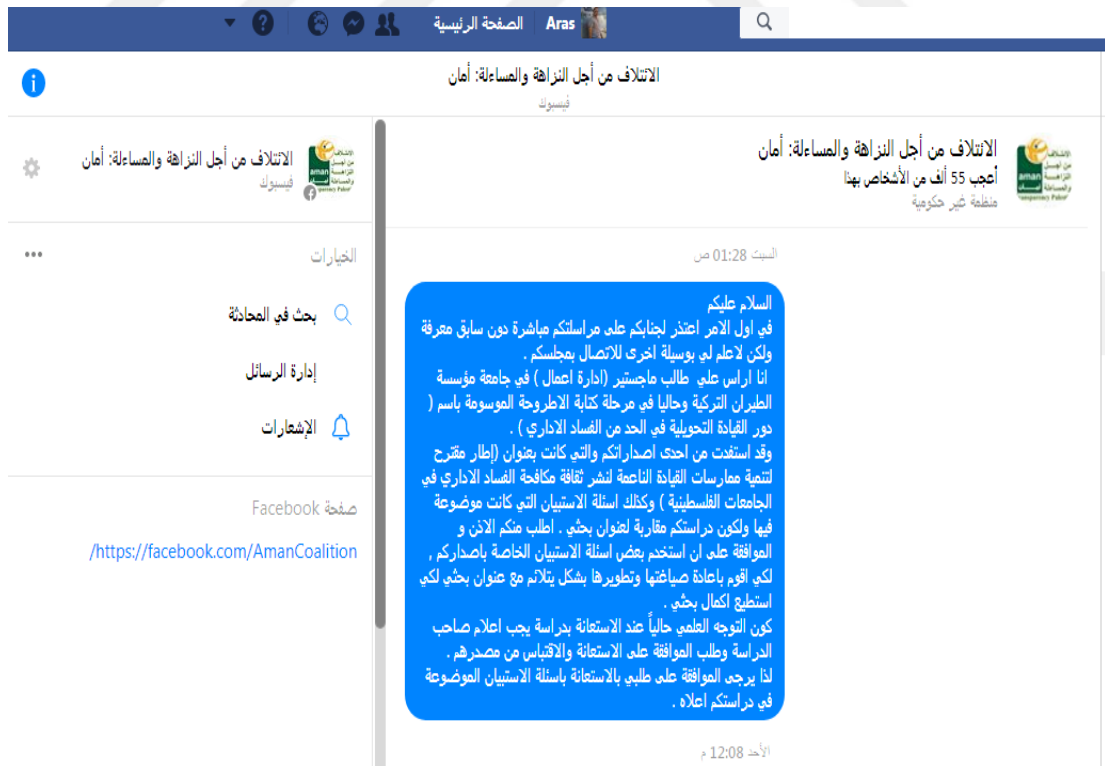 Aras
الصفحة الرئيسية
الائتلاف من أجل النزاهة والمساءلة: أمان
فيسبوك
الائتلاف من أجل النزاهة والمساءلة: أمان
أعجب 55 ألف من الأشخاص بهذا
منظمة غير حكومية
السبت 01:28 ص
السلام عليكم
في اول الامر اعتذر لجنابكم على مراسلتكم مباشرة دون سابق معرفة
ولكن لاعلم لي بوسيلة اخرى للاتصال بمجلسكم .
انا اراس علي طالب ماجستير (ادارة اعمال ) في جامعة مؤسسة
الطيران التركية وحاليا في مرحلة كتابة الاطروحة الموسومة باسم (
دور القيادة التحويلية في الحد من الفساد الاداري ) .
وقد استفدت من احدى اصداراتكم والتي كانت بعنوان (إطار مقترح
لتنمية ممارسات القيادة الناعمة لنشر ثقافة مكافحة الفساد الاداري في
الجامعات الفلسطينية ) وكذلك اسئلة الاستبيان التي كانت موضوعة
فيها ولكون دراستكم مقاربة لعنوان بحثي . اطلب منكم الاذن و
الموافقة على ان استخدم بعض اسئلة الاستبيان الخاصة باصداركم ,
لكي اقوم باعادة صياغتها وتطويرها بشكل يتلائم مع عنوان بحثي لكي
استطيع اكمال بحثي .
كون التوجه العلمي حالياً عند الاستعانة بدراسة يجب اعلام صاحب
الدراسة وطلب الموافقة على الاستعانة والاقتباس من مصدرهم .
لذا يرجى الموافقة على طلبي بالاستعانة باسئلة الاستبيان الموضوعة
في دراستكم اعلاه .
الأحد 12:08 م
الائتلاف من أجل النزاهة والمساءلة: أمان
فيسبوك
الخيارات
بحث في المحادثة
إدارة الرسائل
الإشعارات
صفحة Facebook
https://facebook.com/AmanCoalition/